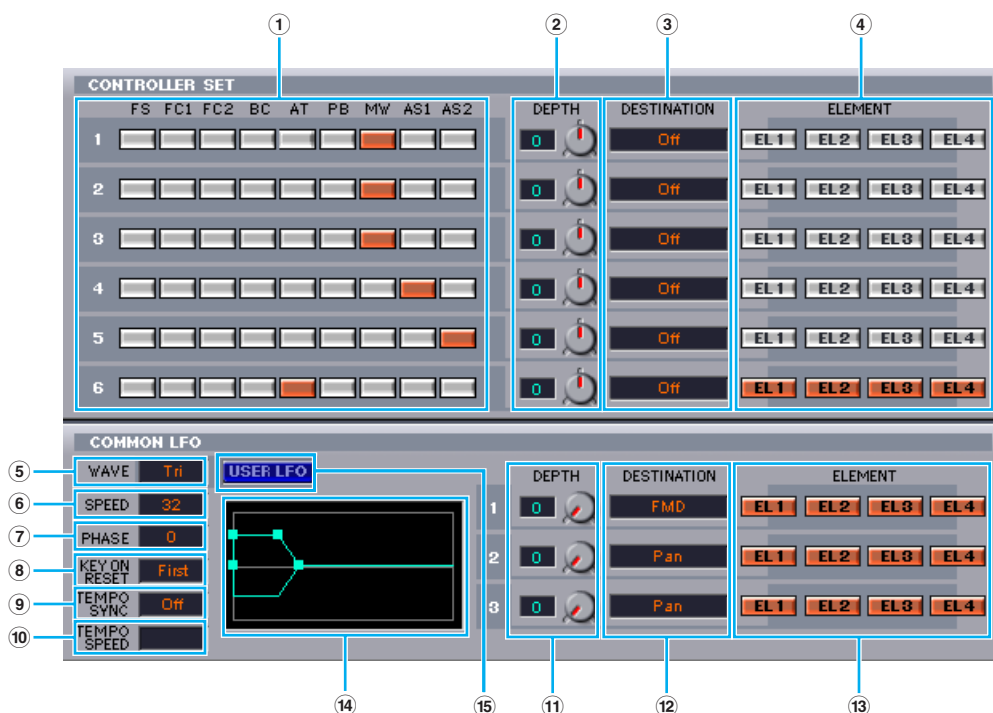 ① ② ③ ④
CONTROLLER SET
FS FC1 FC2 BC AT PB MW AS1 AS2 DEPTH DESTINATION ELEMENT
1 0 Off EL1 EL2 EL3 EL4
2 0 Off EL1 EL2 EL3 EL4
3 0 Off EL1 EL2 EL3 EL4
4 0 Off EL1 EL2 EL3 EL4
5 0 Off EL1 EL2 EL3 EL4
6 0 Off EL1 EL2 EL3 EL4
COMMON LFO
⑤ WAVE Tri USER LFO DEPTH DESTINATION ELEMENT
⑥ SPEED 32 1 0 FMD EL1 EL2 EL3 EL4
⑦ PHASE 0
⑧ KEY ON RESET First 2 0 Pan EL1 EL2 EL3 EL4
⑨ TEMPO SYNC Off 3 0 Pan EL1 EL2 EL3 EL4
⑩ TEMPO SPEED
⑭ ⑮ ⑪ ⑫ ⑬